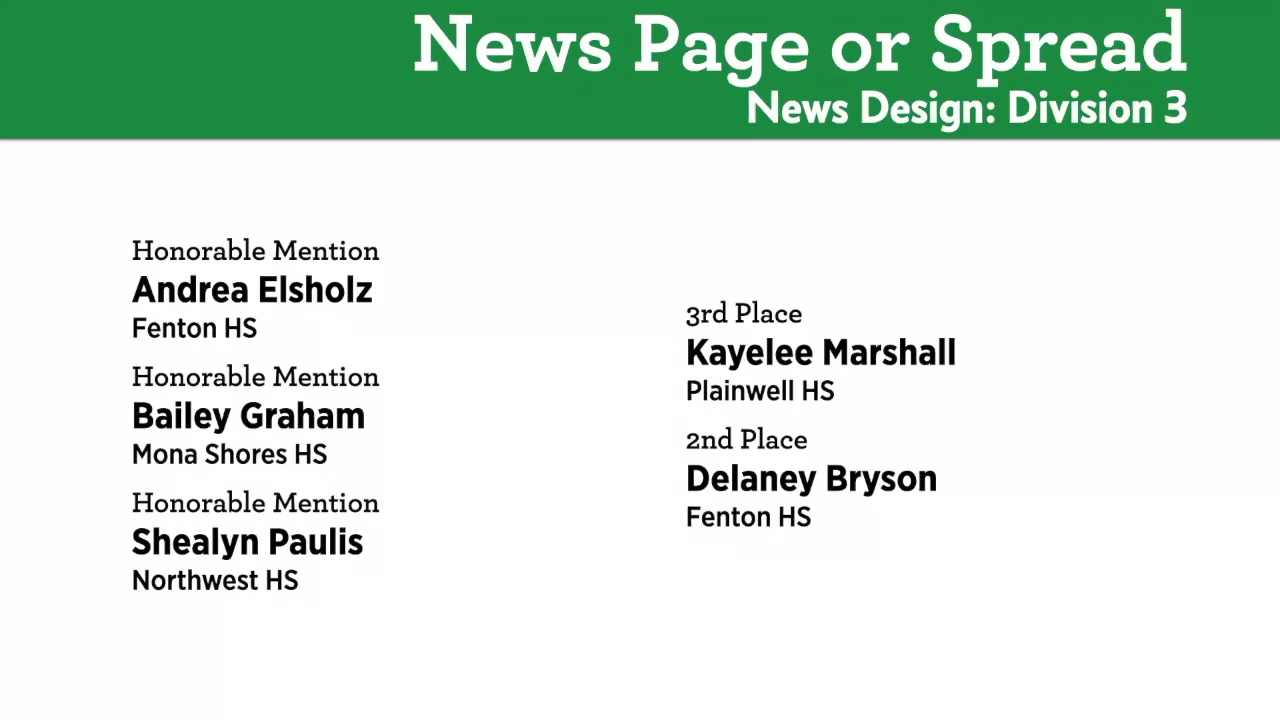 News Page or Spread
News Design: Division 3
Honorable Mention
Andrea Elsholz
Fenton HS
Honorable Mention
Bailey Graham
Mona Shores HS
Honorable Mention
Shealyn Paulis
Northwest HS
3rd Place
Kayelee Marshall
Plainwell HS
2nd Place
Delaney Bryson
Fenton HS